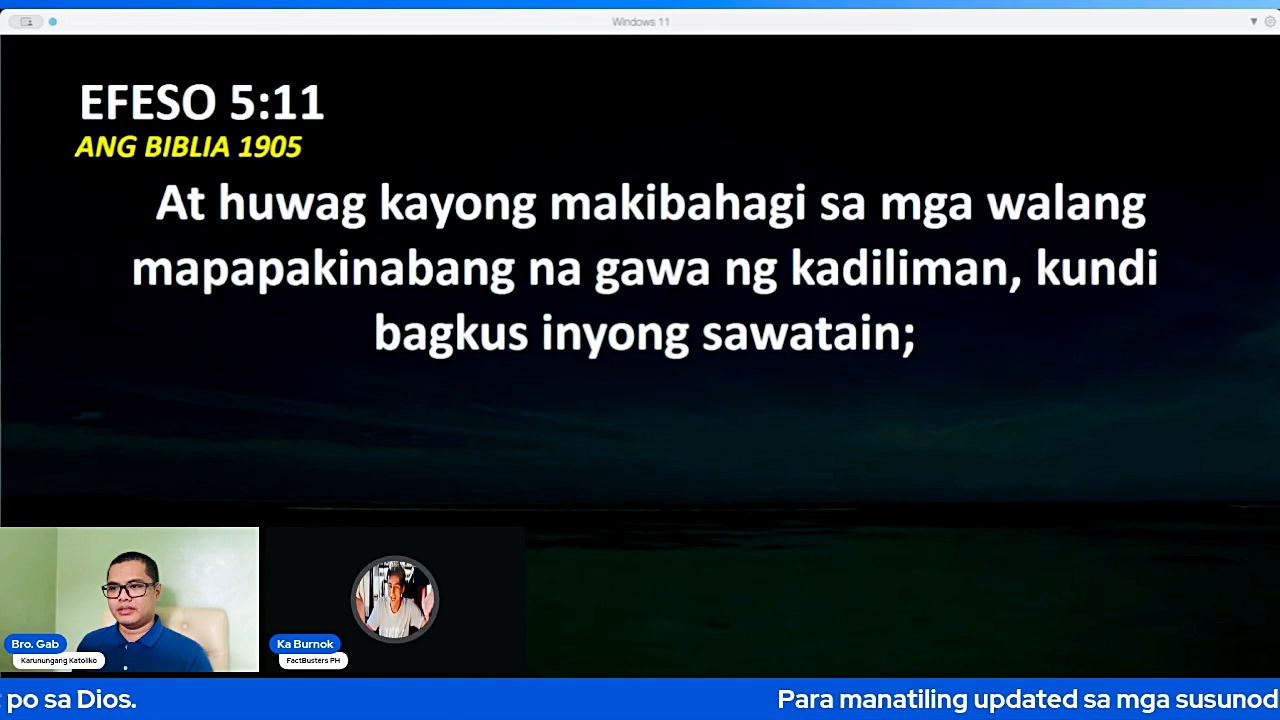 Windows 11
EFESO 5:11
ANG BIBLIA 1905
At huwag kayong makibahagi sa mga walang
mapapakinabang na gawa ng kadiliman, kundi
bagkus inyong sawatain;
Bro. Gab
Karunungang Katoliko
Ka Burnok
FactBusters PH
po sa Dios.
Para manatiling updated sa mga susunod